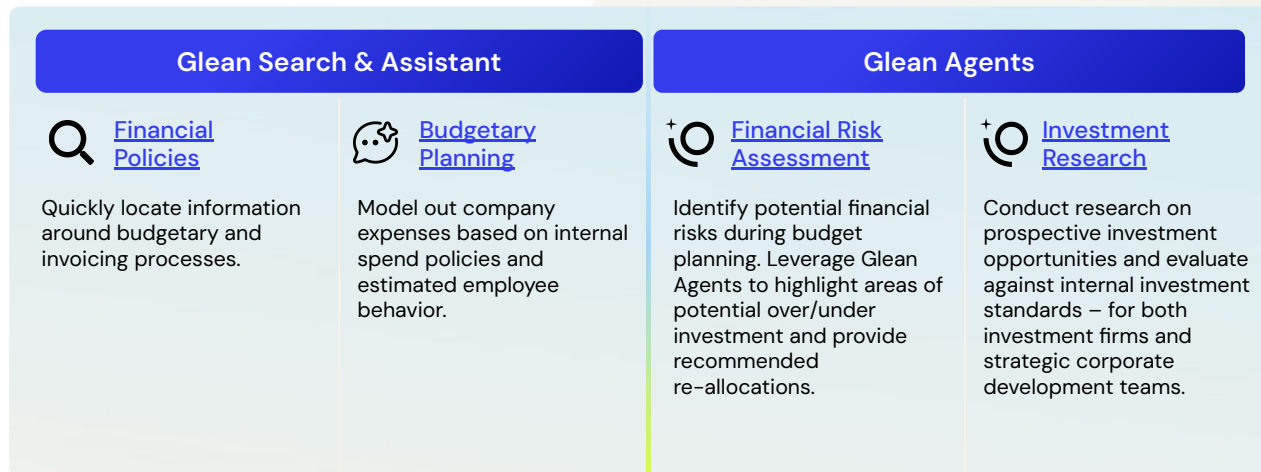 Glean Search & Assistant
Financial
Policies
Quickly locate information
around budgetary and
invoicing processes.
Budgetary
Planning
Model out company
expenses based on internal
spend policies and
estimated employee
behavior.
Glean Agents
Financial Risk
Assessment
Identify potential financial
risks during budget
planning. Leverage Glean
Agents to highlight areas of
potential over/under
investment and provide
recommended
re-allocations.
Investment
Research
Conduct research on
prospective investment
opportunities and evaluate
against internal investment
standards – for both
investment firms and
strategic corporate
development teams.